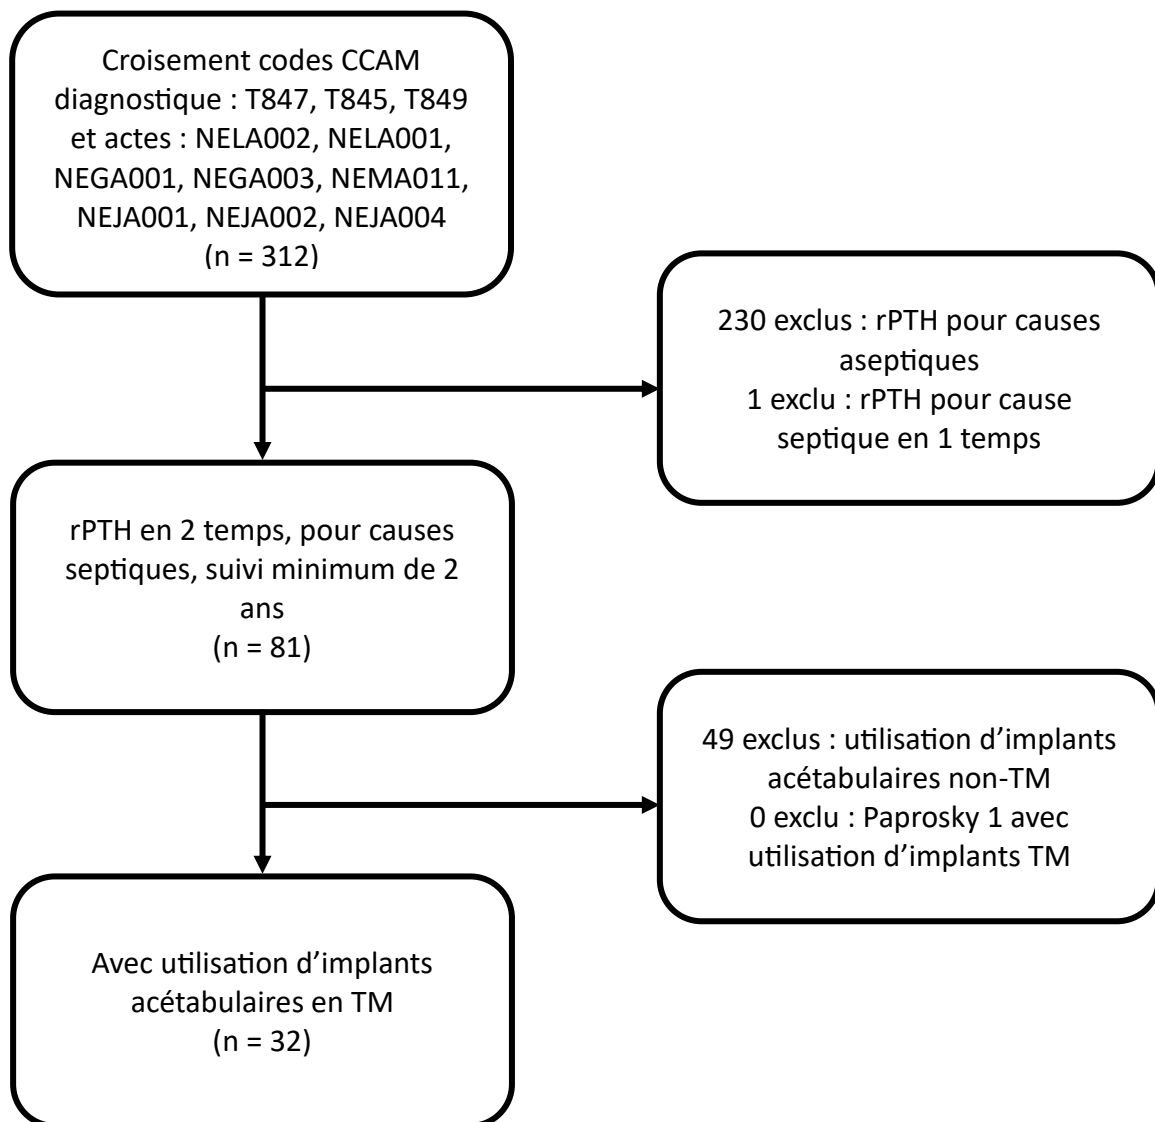 Croisement codes CCAM
diagnostique : T847, T845, T849
et actes : NELA002, NELA001,
NEGA001, NEGA003, NEMA011,
NEJA001, NEJA002, NEJA004
(n = 312)
230 exclus : rPTH pour causes
aseptiques
1 exclu : rPTH pour cause
septique en 1 temps
rPTH en 2 temps, pour causes
septiques, suivi minimum de 2
ans
(n = 81)
49 exclus : utilisation d’implants
acétabulaires non-TM
0 exclu : Paprosky 1 avec
utilisation d’implants TM
Avec utilisation d’implants
acétabulaires en TM
(n = 32)